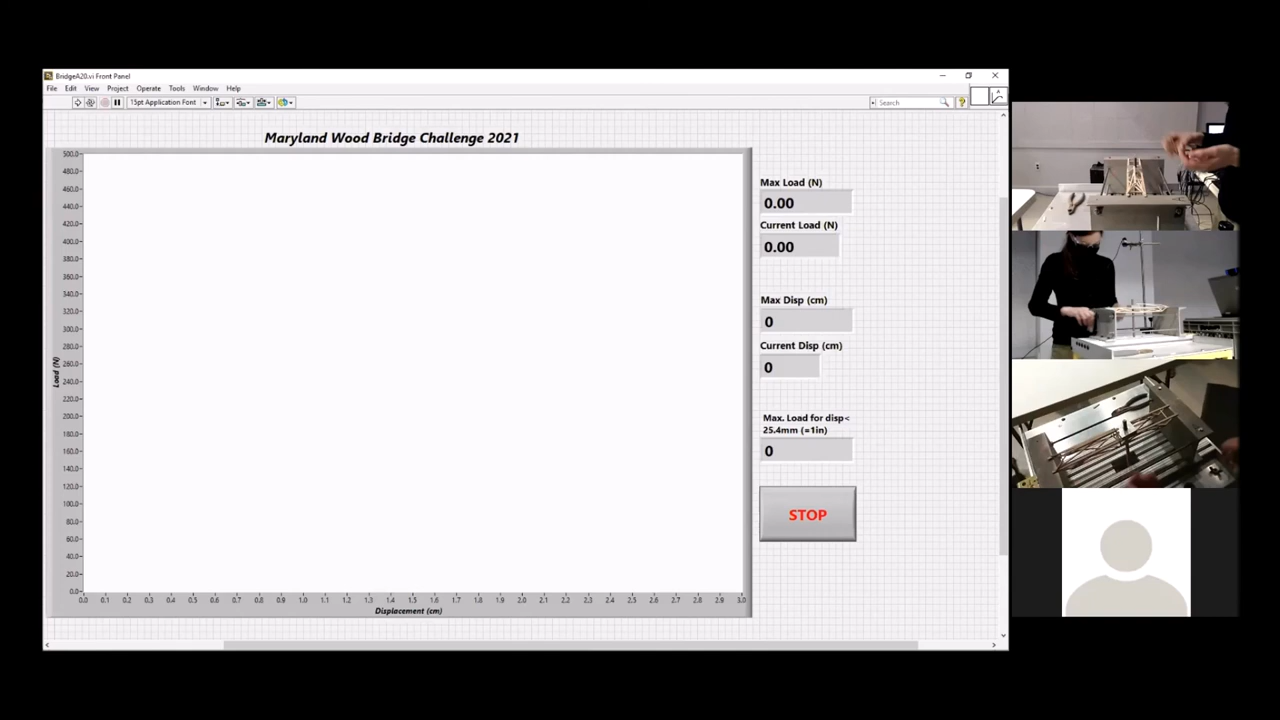 BridgeA20.vi Front Panel
File Edit View Project Operate Tools Window Help
15pt Application Font
Search
Maryland Wood Bridge Challenge 2021
500.0
480.0
460.0
440.0
420.0
400.0
380.0
360.0
340.0
320.0
300.0
280.0
260.0
240.0
220.0
200.0
180.0
160.0
140.0
120.0
100.0
80.0
60.0
40.0
20.0
0.0
Load (N)
0.0 0.1 0.2 0.3 0.4 0.5 0.6 0.7 0.8 0.9 1.0 1.1 1.2 1.3 1.4 1.5 1.6 1.7 1.8 1.9 2.0 2.1 2.2 2.3 2.4 2.5 2.6 2.7 2.8 2.9 3.0
Displacement (cm)
Max Load (N)
0.00
Current Load (N)
0.00
Max Disp (cm)
0
Current Disp (cm)
0
Max. Load for disp<
25.4mm (=1in)
0
STOP